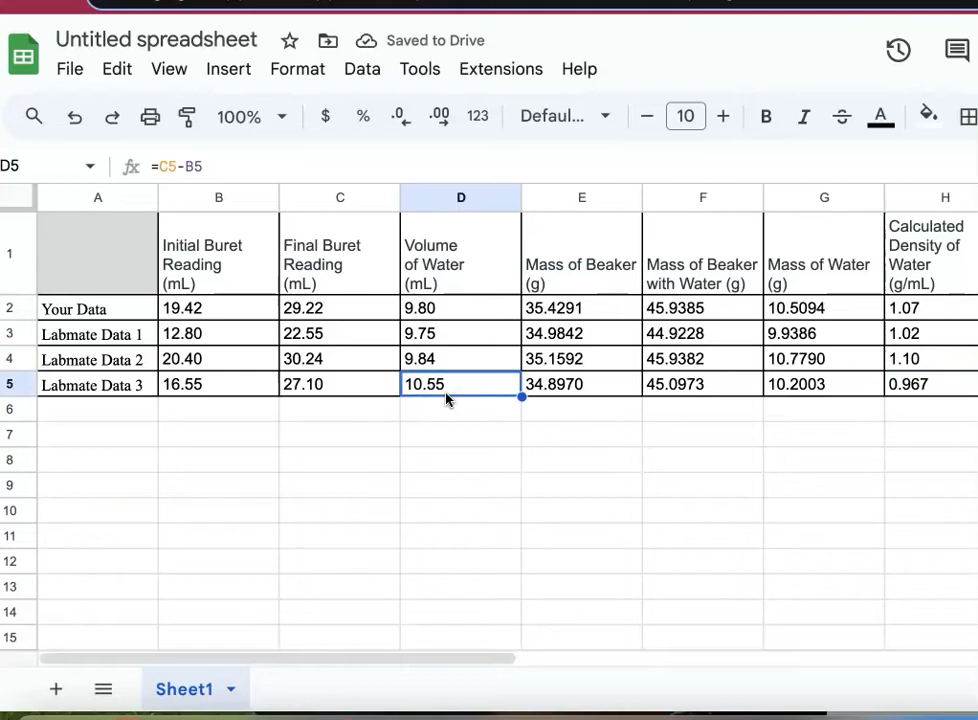 Untitled spreadsheet Saved to Drive
File Edit View Insert Format Data Tools Extensions Help
100% $ % .0 .00 123 Defaul... 10 B I A
D5 fx =C5-B5
A B C D E F G H
1 Initial Buret Reading (mL) Final Buret Reading (mL) Volume of Water (mL) Mass of Beaker (g) Mass of Beaker with Water (g) Mass of Water (g) Calculated Density of Water (g/mL)
2 Your Data 19.42 29.22 9.80 35.4291 45.9385 10.5094 1.07
3 Labmate Data 1 12.80 22.55 9.75 34.9842 44.9228 9.9386 1.02
4 Labmate Data 2 20.40 30.24 9.84 35.1592 45.9382 10.7790 1.10
5 Labmate Data 3 16.55 27.10 10.55 34.8970 45.0973 10.2003 0.967
6
7
8
9
10
11
12
13
14
15
Sheet1